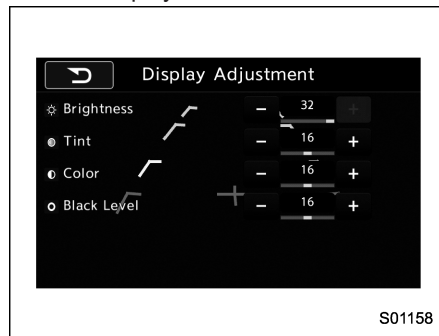 Display Adjustment
Brightness - 32 +
Tint - 16 +
Color - 16 +
Black Level - 16 +
S01158